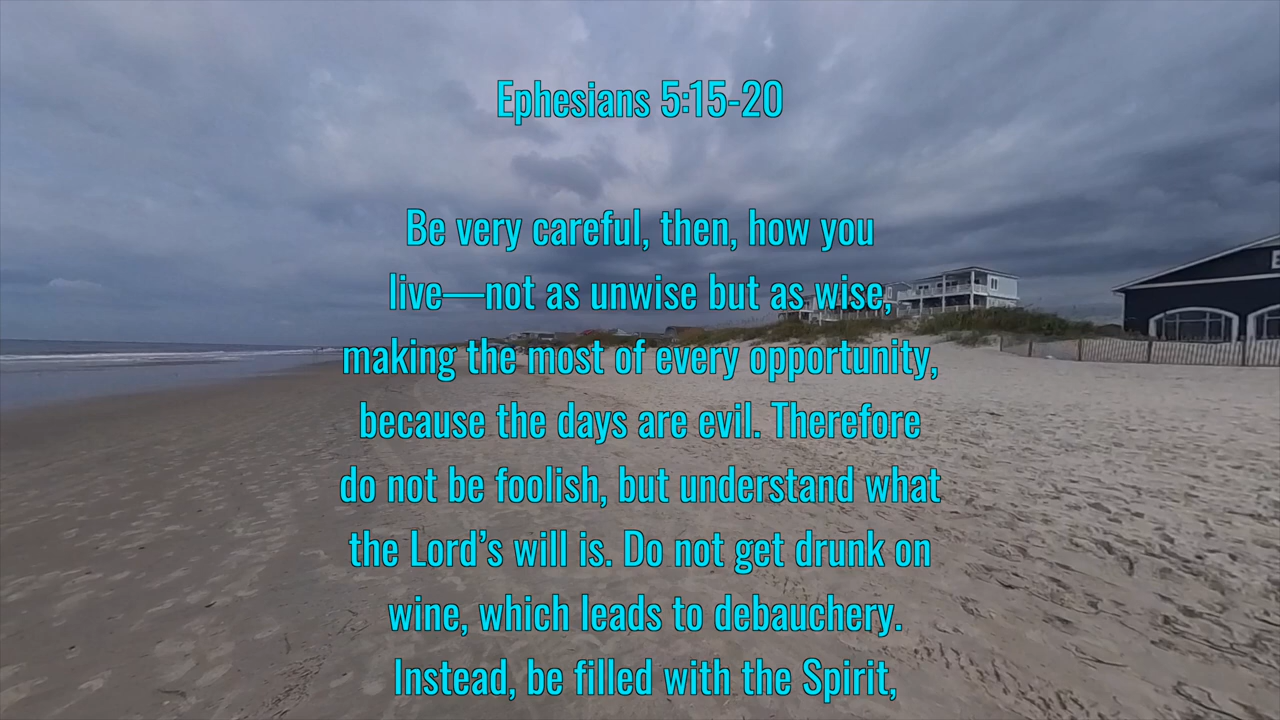 Ephesians 5:15-20
Be very careful, then, how you
live—not as unwise but as wise,
making the most of every opportunity,
because the days are evil. Therefore
do not be foolish, but understand what
the Lord’s will is. Do not get drunk on
wine, which leads to debauchery.
Instead, be filled with the Spirit,